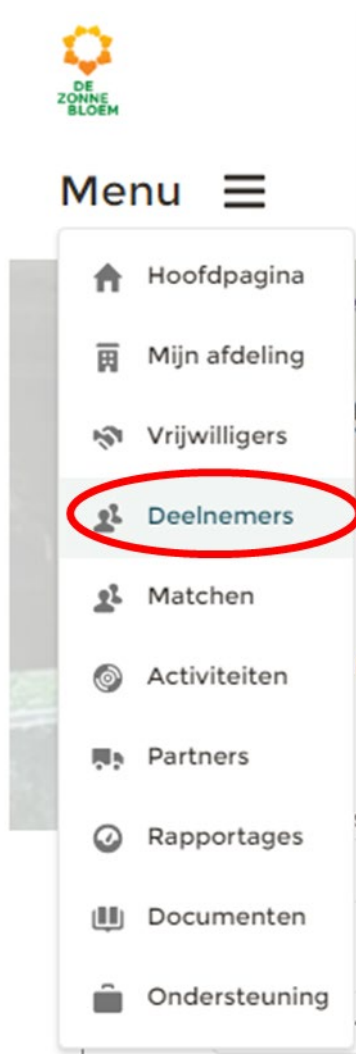 DE
ZONNE
BLOEM
Menu
Hoofdpagina
Mijn afdeling
Vrijwilligers
Deelnemers
Matchen
Activiteiten
Partners
Rapportages
Documenten
Ondersteuning